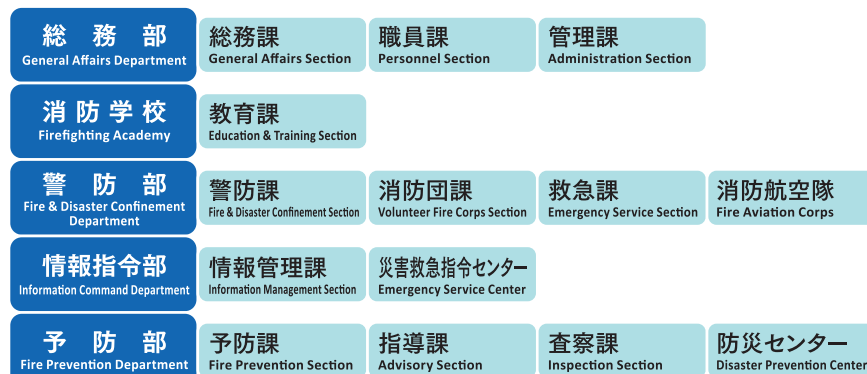 総務部
General Affairs Department
総務課
General Affairs Section
職員課
Personnel Section
管理課
Administration Section
消防学校
Firefighting Academy
教育課
Education & Training Section
警防部
Fire & Disaster Confinement
Department
警防課
Fire & Disaster Confinement Section
消防団課
Volunteer Fire Corps Section
救急課
Emergency Service Section
消防航空隊
Fire Aviation Corps
情報指令部
Information Command Department
情報管理課
Information Management Section
災害救急指令センター
Emergency Service Center
予防部
Fire Prevention Department
予防課
Fire Prevention Section
指導課
Advisory Section
査察課
Inspection Section
防災センター
Disaster Prevention Center